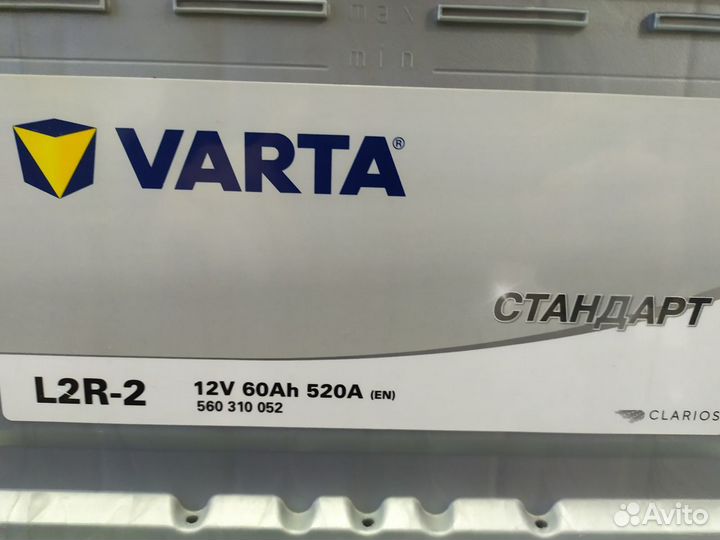 max
min
VARTA®
СТАНДАРТ
L2R-2
12V 60Ah 520A (EN)
560 310 052
CLARIOS
Avito